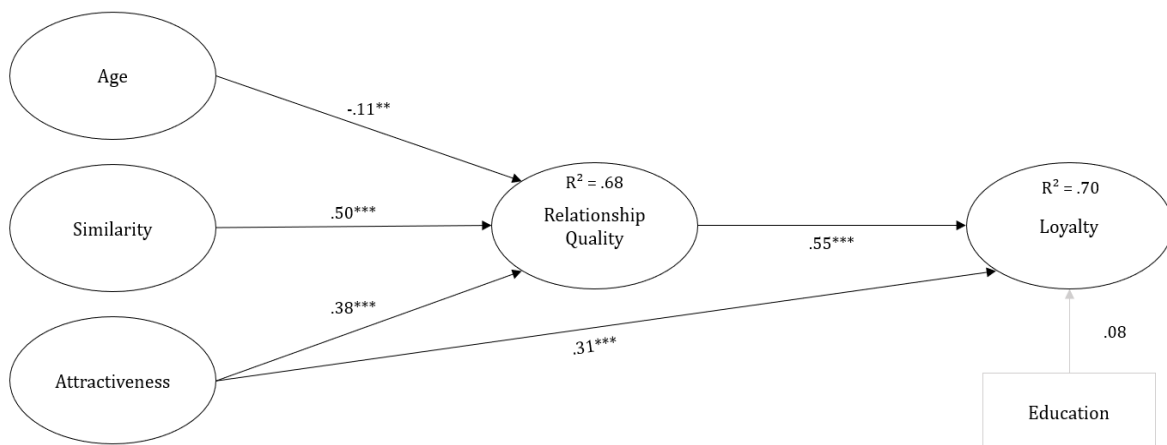 Age
-.11**
R² = .68
R² = .70
Similarity
.50***
Relationship
Quality
.55***
Loyalty
.38***
.31***
.08
Attractiveness
Education